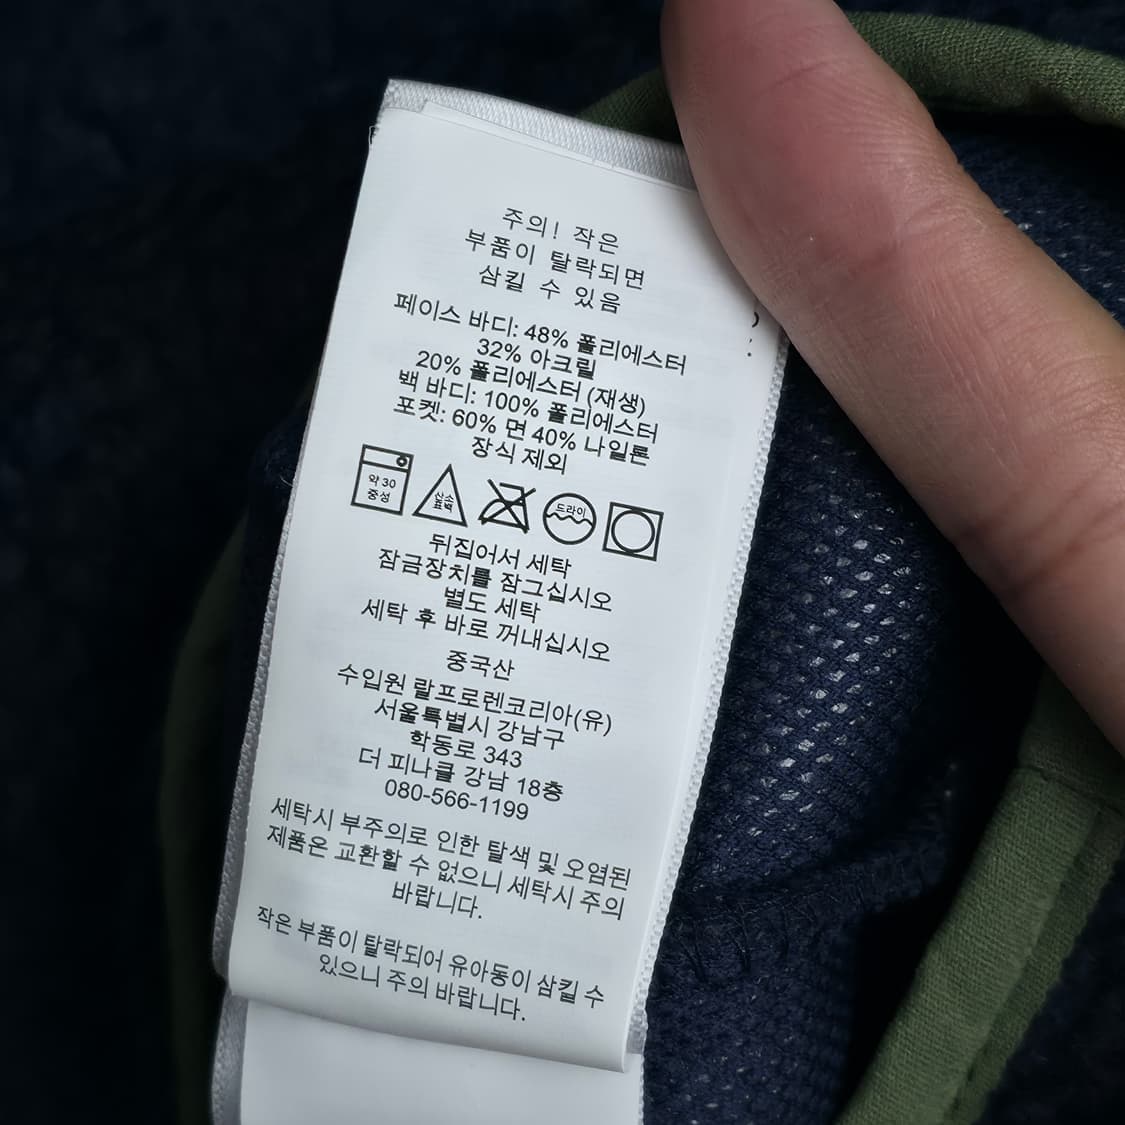 주의! 작은
부품이 탈락되면
삼킬 수 있음
페이스 바디: 48% 폴리에스터
32% 아크릴
20% 폴리에스터 (재생)
백 바디: 100% 폴리에스터
포켓: 60% 면 40% 나일론
장식 제외
약 30
중성
산소
표백
드라이
뒤집어서 세탁
잠금장치를 잠그십시오
별도 세탁
세탁 후 바로 꺼내십시오
중국산
수입원 랄프로렌코리아(유)
서울특별시 강남구
학동로 343
더 피나클 강남 18층
080-566-1199
세탁시 부주의로 인한 탈색 및 오염된
제품은 교환할 수 없으니 세탁시 주의
바랍니다.
작은 부품이 탈락되어 유아동이 삼킬 수
있으니 주의 바랍니다.